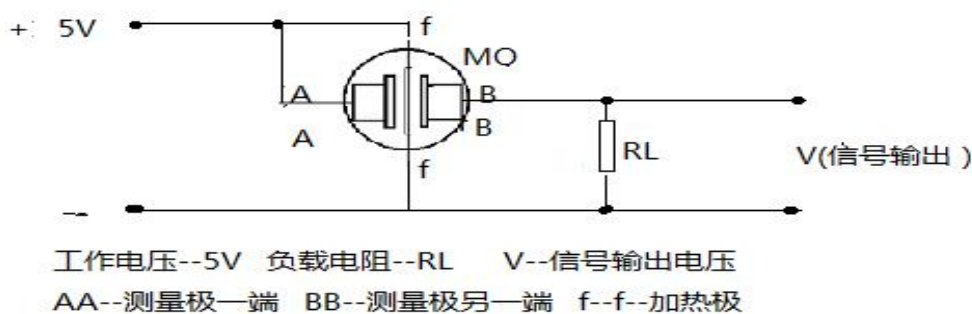 + 5V
f
MQ
A
B
A
B
RL
V(信号输出)
f
工作电压--5V 负载电阻--RL V--信号输出电压
AA--测量极一端 BB--测量极另一端 f--f--加热极